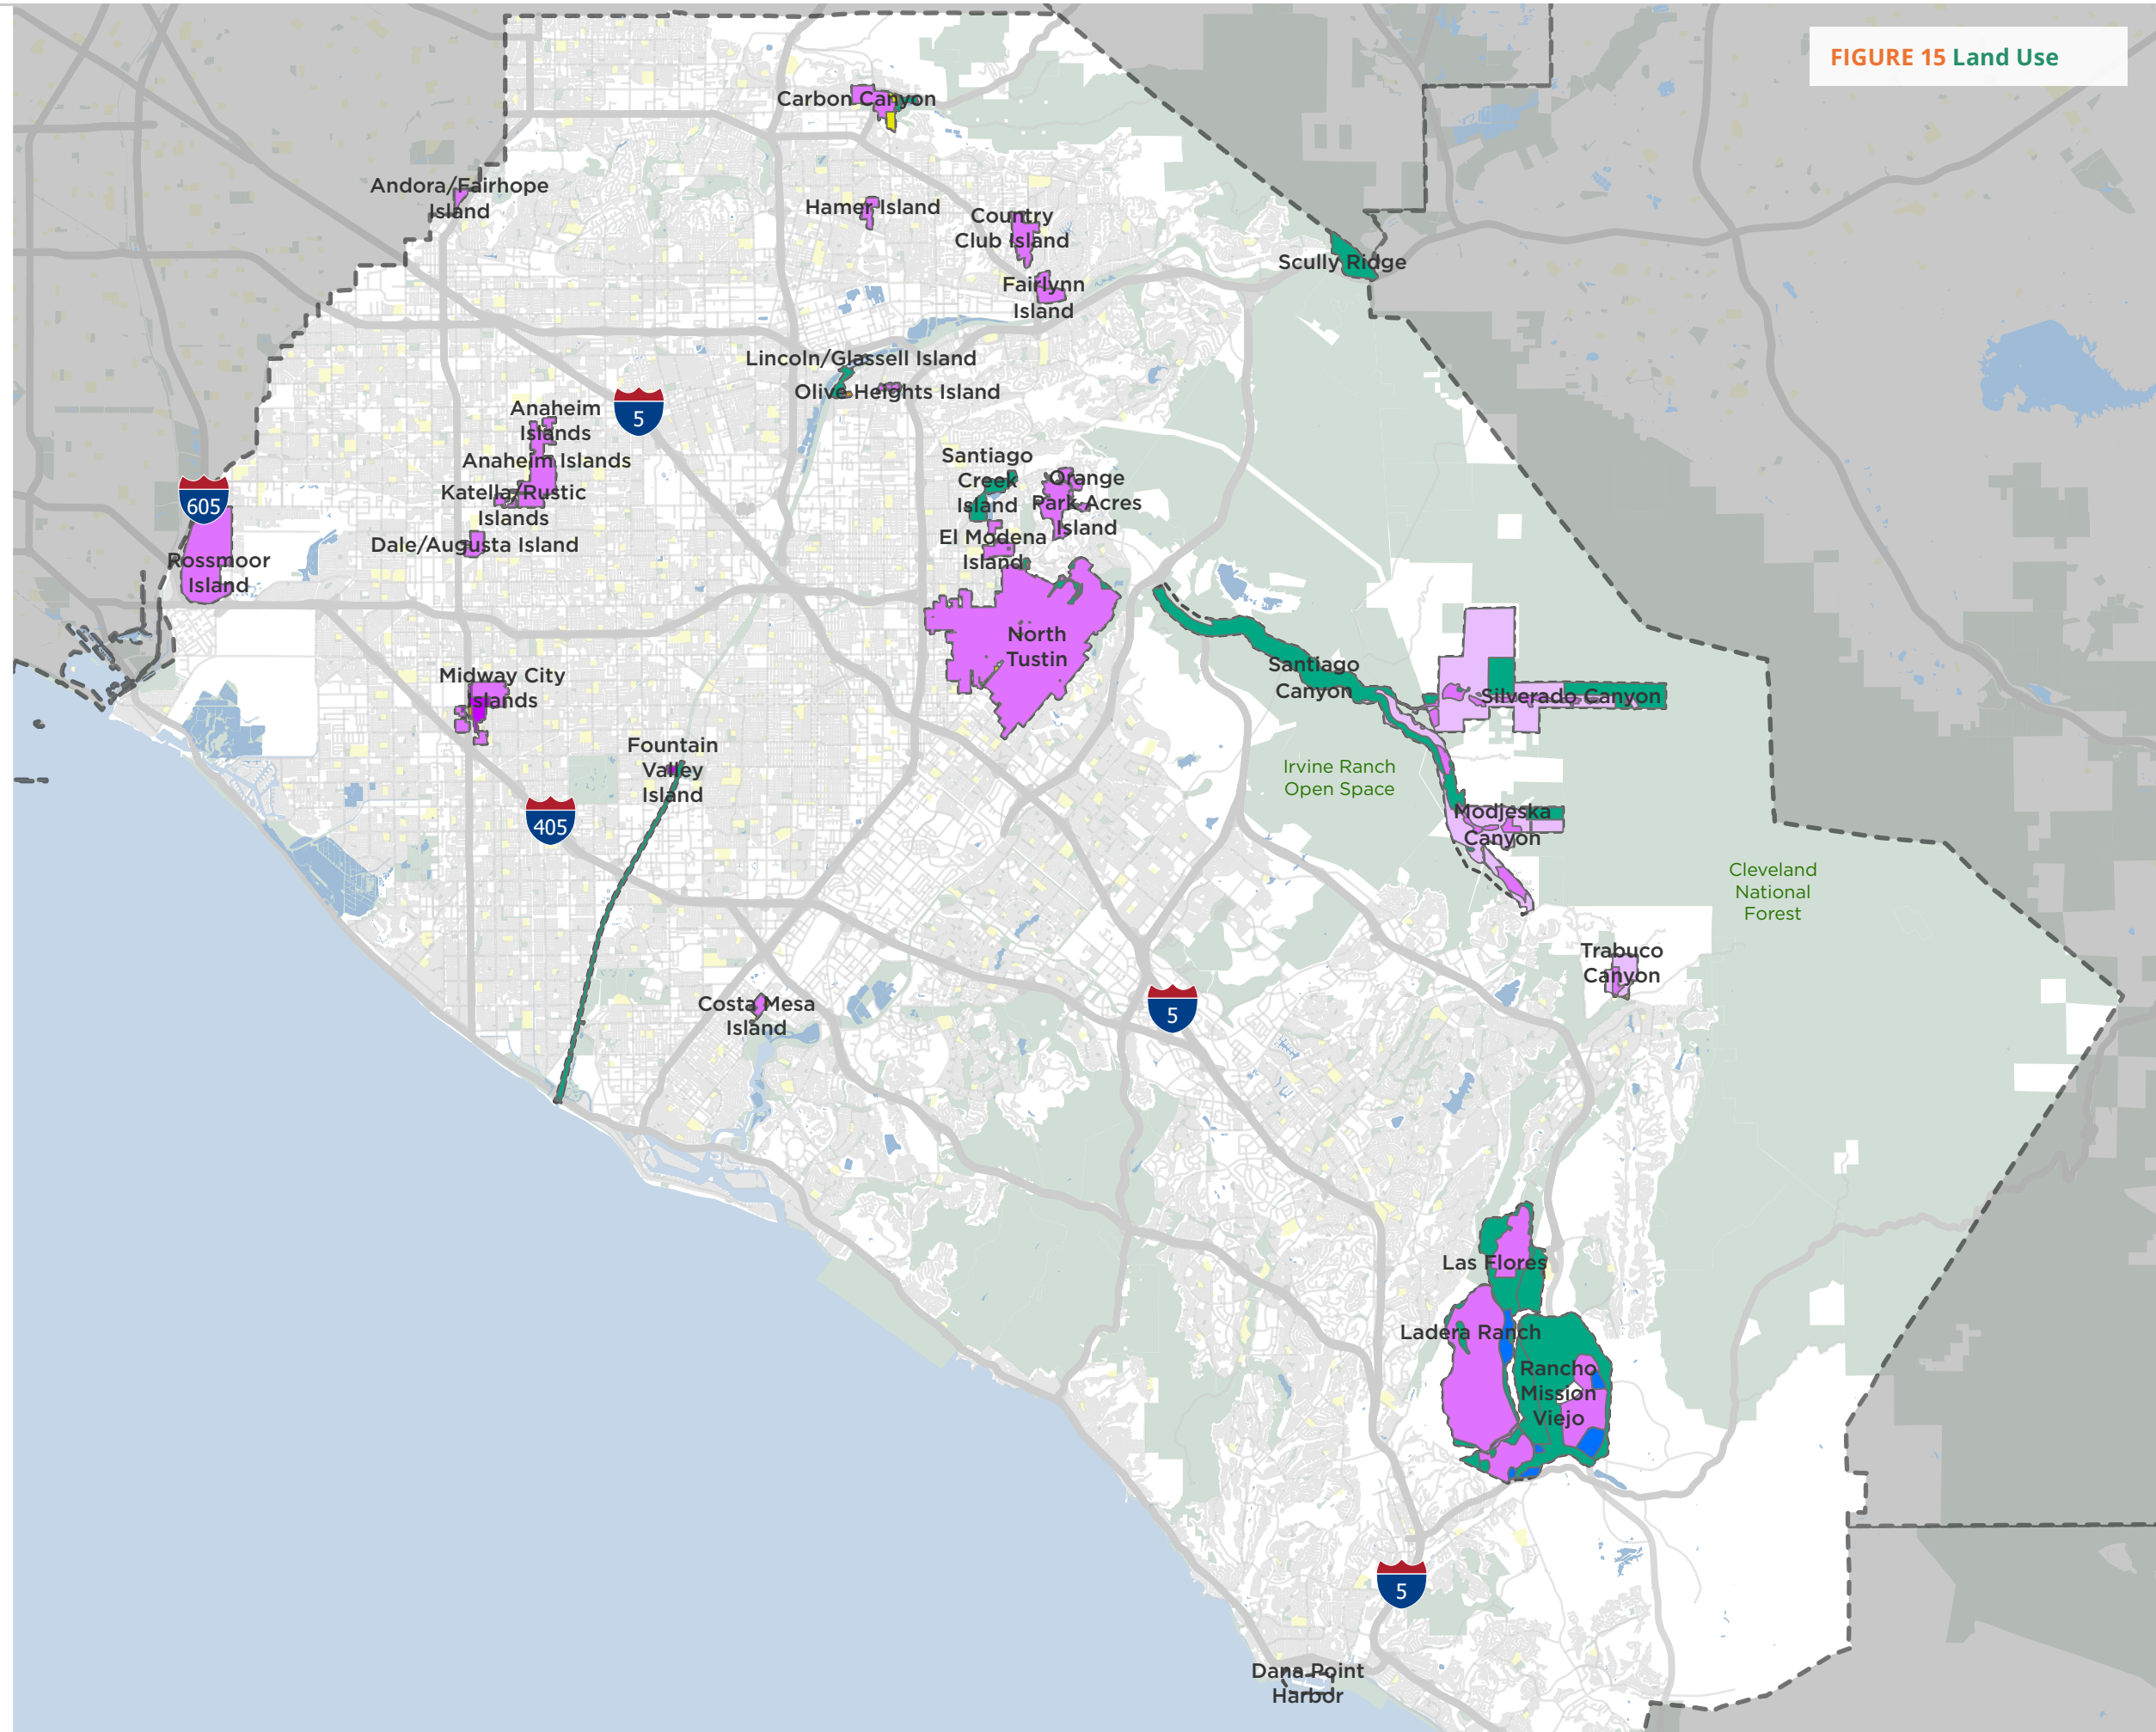 FIGURE 15 Land Use
Carbon Canyon
Andora/Fairhope
Island
Hamer Island
Country
Club Island
Scully Ridge
Fairlynn
Island
Lincoln/Glassell Island
Olive Heights Island
5
Anaheim
Islands
Anaheim Islands
Katella/Rustic
Islands
Dale/Augusta Island
605
Rossmoor
Island
Santiago
Creek
Island
Orange
Park Acres
Island
El Modena
Island
North
Tustin
Santiago
Canyon
Silverado Canyon
Midway City
Islands
Fountain
Valley
Island
405
Irvine Ranch
Open Space
Modjeska
Canyon
Cleveland
National
Forest
Trabuco
Canyon
Costa Mesa
Island
5
Las Flores
Ladera Ranch
Rancho
Mission
Viejo
5
Dana Point
Harbor